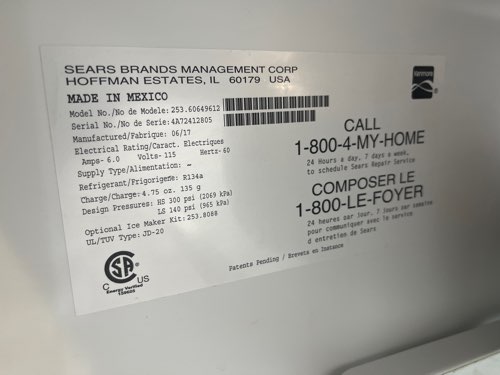 SEARS BRANDS MANAGEMENT CORP
HOFFMAN ESTATES, IL 60179 USA
MADE IN MEXICO
Model No./No de Modele: 253.60649612
Serial No./No de Serie: 4A72412805
Manufactured/Fabrique: 06/17
Electrical Rating/Caract. Electriques
Amps- 6.0 Volts- 115 Hertz- 60
Supply Type/Alimentation: —
Refrigerant/Frigorigene: R134a
Charge/Charge: 4.75 oz. 135 g
Design Pressures: HS 300 psi (2069 kPa)
LS 140 psi (965 kPa)
Optional Ice Maker Kit: 253.8088
UL/TUV Type: JD-20
CSA
C US
Energy Verified
Kenmore
CALL
1-800-4-MY-HOME
24 Hours a day, 7 days a week,
to schedule Sears Repair Service
COMPOSER LE
1-800-LE-FOYER
24 heures par jour, 7 jours par semaine
pour communiquer avec le service
d entretien de Sears
Patents Pending / Brevets en Instance